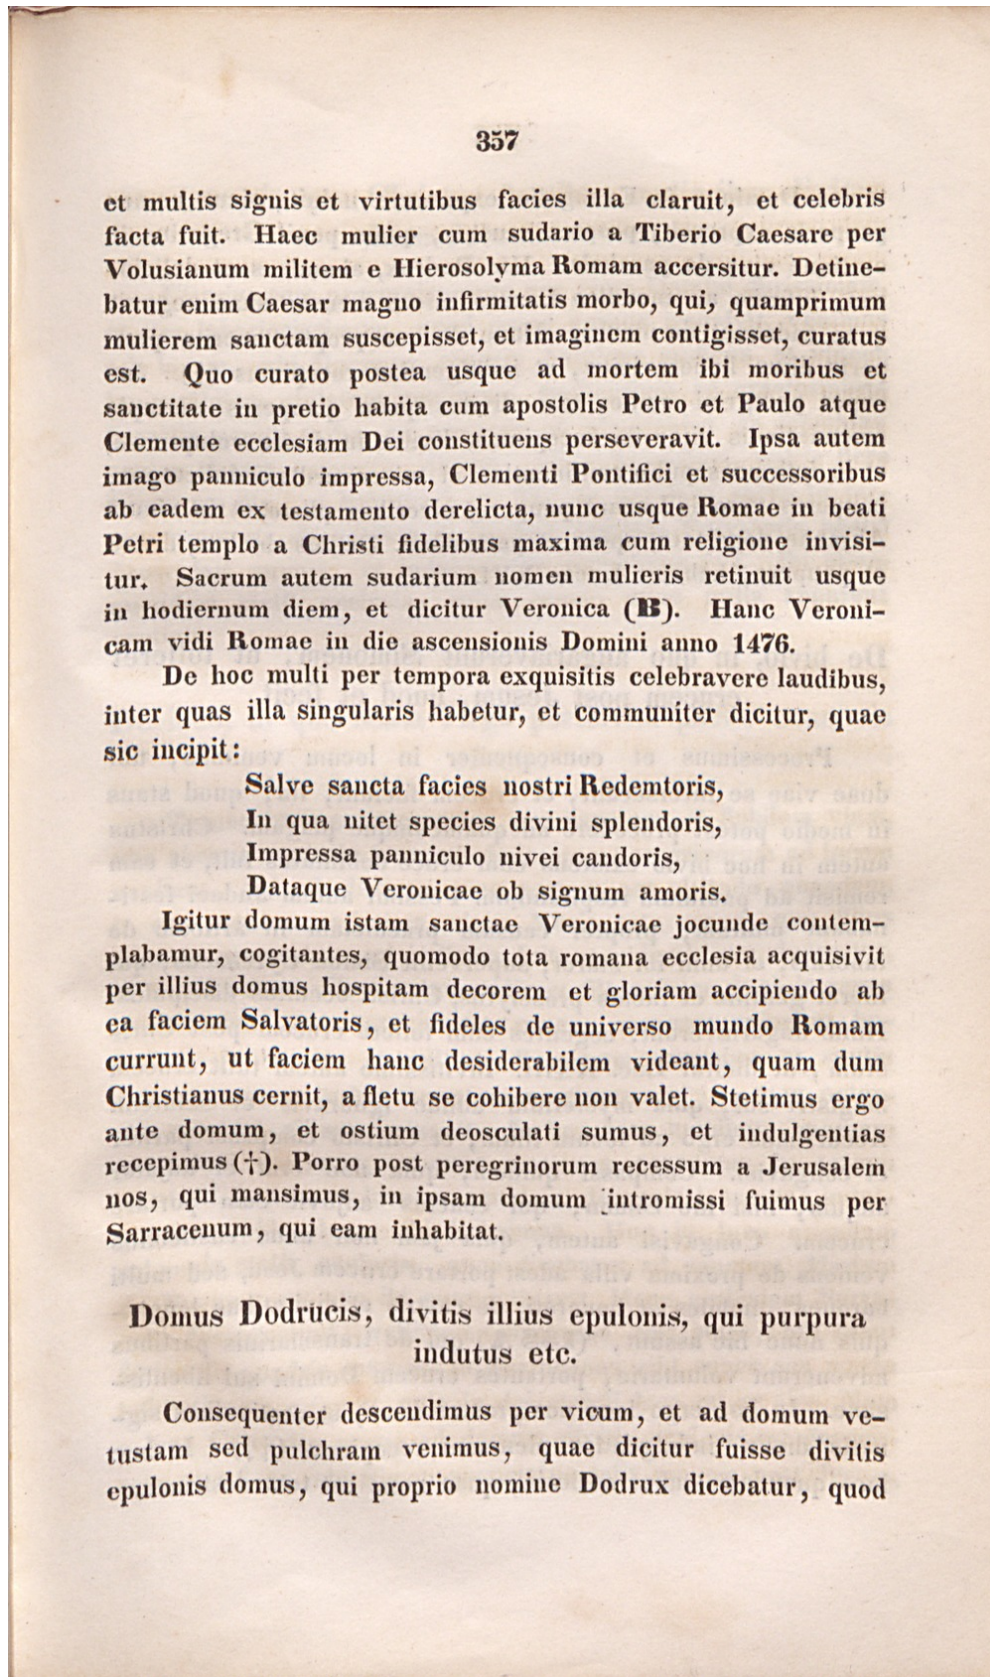 357
et multis signis et virtutibus facies illa claruit, et celebris
facta fuit. Haec mulier cum sudario a Tiberio Caesare per
Volusianum militem e Hierosolyma Romam accersitur. Detine-
batur enim Caesar magno infirmitatis morbo, qui, quamprimum
mulierem sanctam suscepisset, et imaginem contigisset, curatus
est. Quo curato postea usque ad mortem ibi moribus et
sanctitate in pretio habita cum apostolis Petro et Paulo atque
Clemente ecclesiam Dei constituens perseveravit. Ipsa autem
imago panniculo impressa, Clementi Pontifici et successoribus
ab eadem ex testamento derelicta, nunc usque Romae in beati
Petri templo a Christi fidelibus maxima cum religione invisi-
tur. Sacrum autem sudarium nomen mulieris retinuit usque
in hodiernum diem, et dicitur Veronica (B). Hanc Veroni-
cam vidi Romae in die ascensionis Domini anno 1476.
De hoc multi per tempora exquisitis celebravere laudibus,
inter quas illa singularis habetur, et communiter dicitur, quae
sic incipit:
Salve sancta facies nostri Redemtoris,
In qua nitet species divini splendoris,
Impressa panniculo nivei candoris,
Dataque Veronicae ob signum amoris.
Igitur domum istam sanctae Veronicae jocunde contem-
plabamur, cogitantes, quomodo tota romana ecclesia acquisivit
per illius domus hospitam decorem et gloriam accipiendo ab
ea faciem Salvatoris, et fideles de universo mundo Romam
currunt, ut faciem hanc desiderabilem videant, quam dum
Christianus cernit, a fletu se cohibere non valet. Stetimus ergo
ante domum, et ostium deosculati sumus, et indulgentias
recepimus (†). Porro post peregrinorum recessum a Jerusalem
nos, qui mansimus, in ipsam domum intromissi fuimus per
Sarracenum, qui eam inhabitat.
Domus Dodrucis, divitis illius epulonis, qui purpura
indutus etc.
Consequenter descendimus per vicum, et ad domum ve-
tustam sed pulchram venimus, quae dicitur fuisse divitis
epulonis domus, qui proprio nomine Dodrux dicebatur, quod